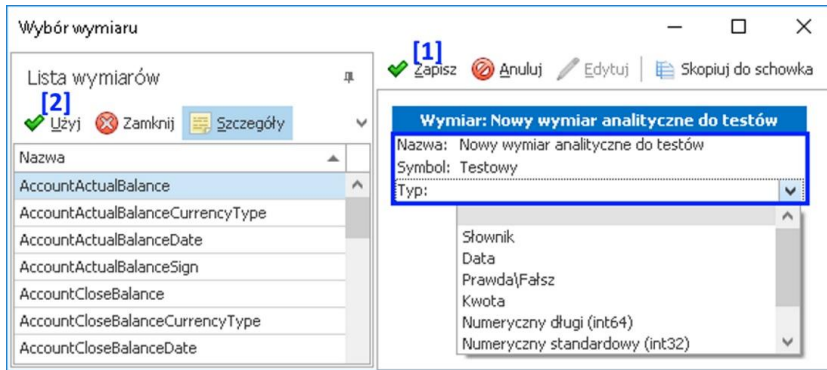 Wybór wymiaru
Lista wymiarów
[2]
Użyj Zamknij Szczegóły
Nazwa
AccountActualBalance
AccountActualBalanceCurrencyType
AccountActualBalanceDate
AccountActualBalanceSign
AccountCloseBalance
AccountCloseBalanceCurrencyType
AccountCloseBalanceDate
[1]
Zapisz Anuluj Edytuj Skopiuj do schowka
Wymiar: Nowy wymiar analityczne do testów
Nazwa: Nowy wymiar analityczne do testów
Symbol: Testowy
Typ:
Słownik
Data
Prawda\Fałsz
Kwota
Numeryczny długi (int64)
Numeryczny standardowy (int32)